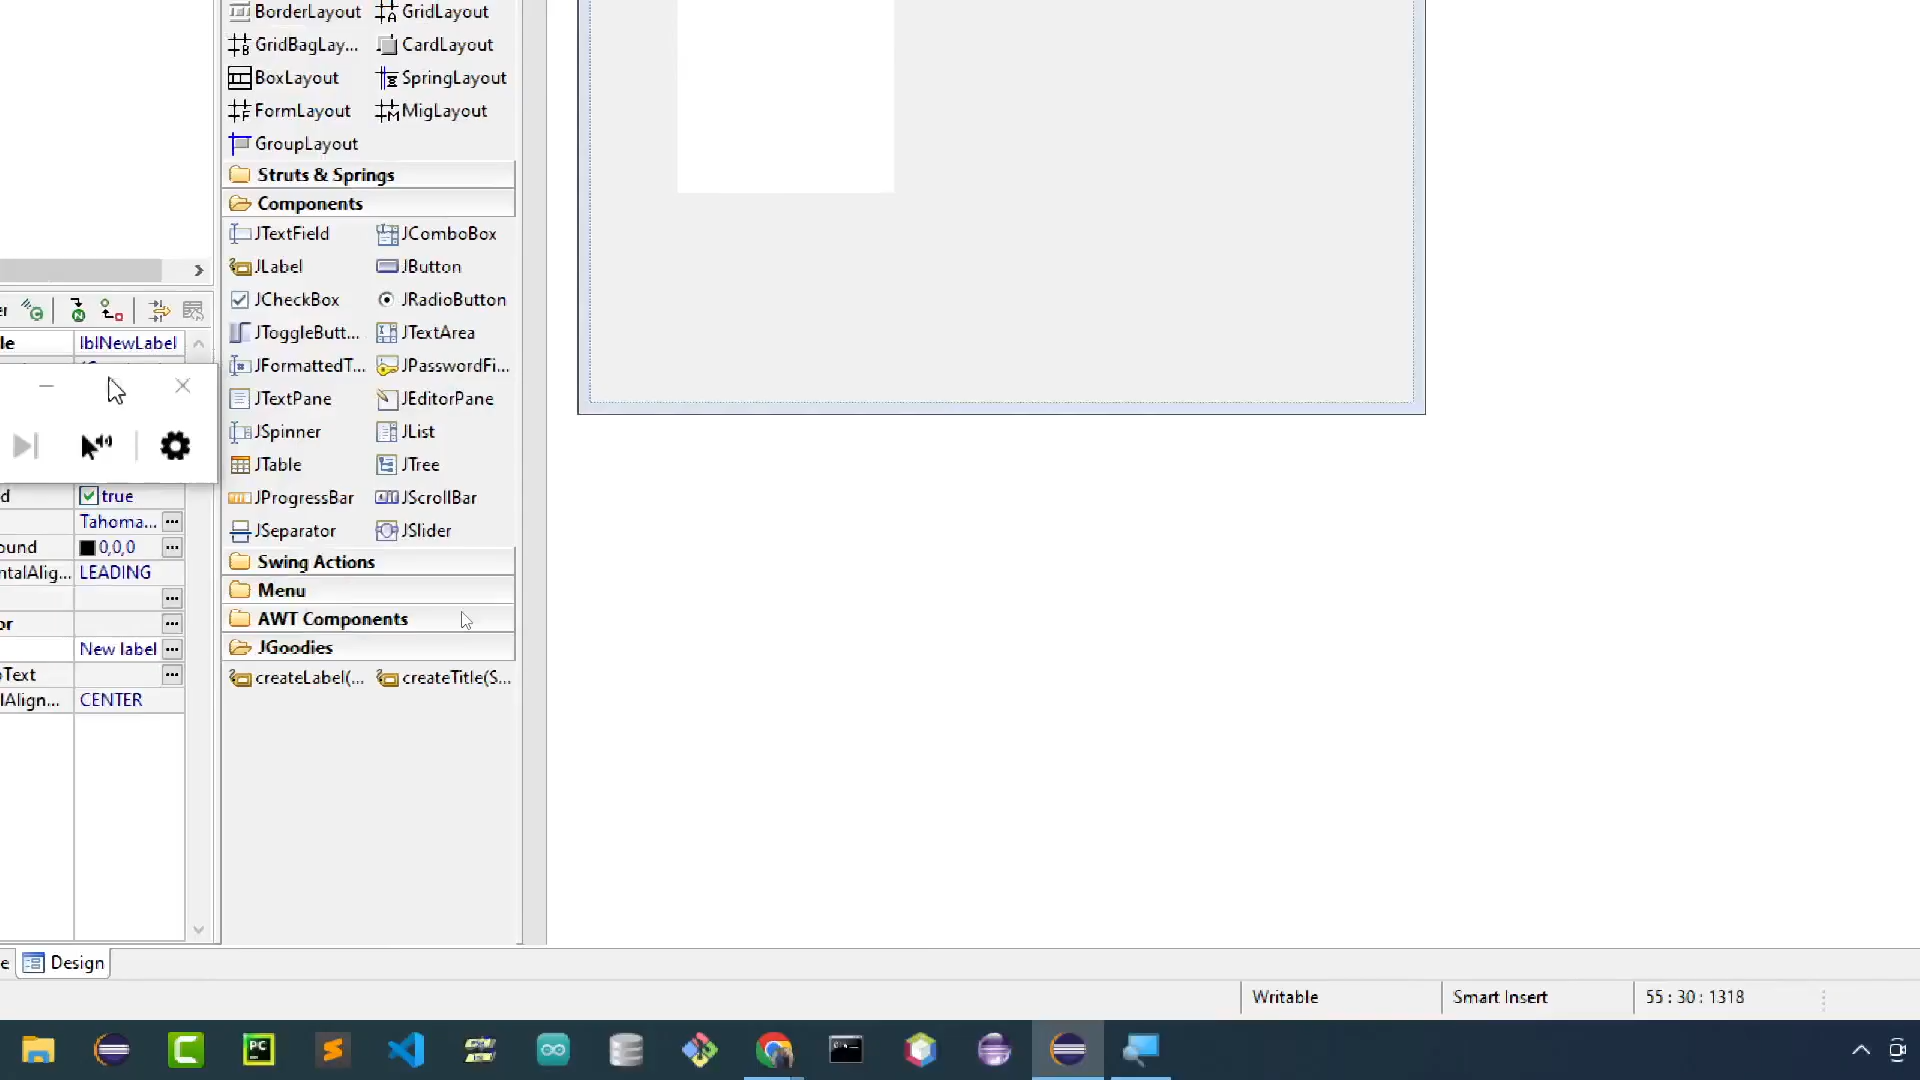 BorderLayout GridLayout
GridBagLay... CardLayout
BoxLayout SpringLayout
FormLayout MigLayout
GroupLayout
Struts & Springs
Components
JTextField JComboBox
JLabel JButton
JCheckBox JRadioButton
JToggleButt... JTextArea
JFormattedT... JPasswordFi...
JTextPane JEditorPane
JSpinner JList
JTable JTree
JProgressBar JScrollBar
JSeparator JSlider
Swing Actions
Menu
AWT Components
JGoodies
createLabel(... createTitle(S...
er
le lblNewLabel
d true
Tahoma... ...
ound 0,0,0 ...
ntalAlig... LEADING
...
or ...
New label ...
oText ...
lAlign... CENTER
e Design
Writable Smart Insert 55 : 30 : 1318
PC